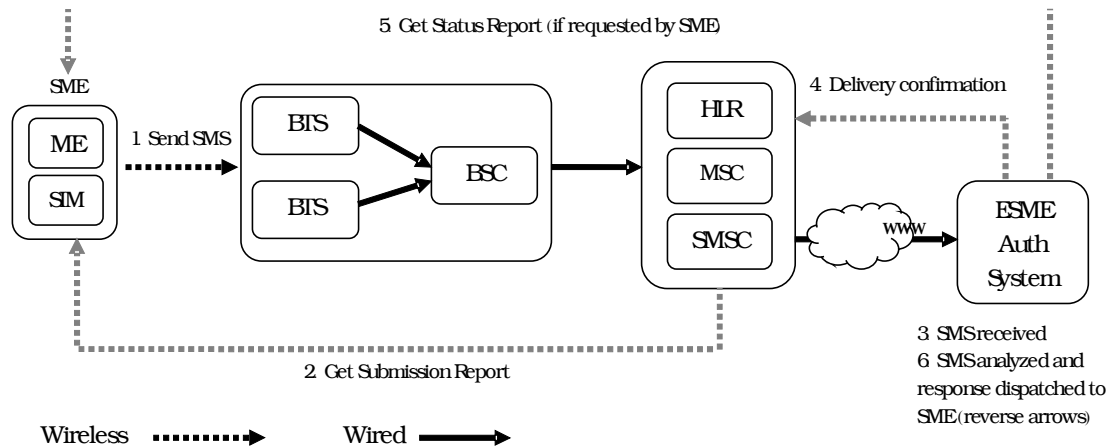 5. Get Status Report (if requested by SME)
SME
4. Delivery confirmation
HLR
BTS
ME
1. Send SMS
BSC
MSC
SIM
BTS
SMSC
WWW
ESME
Auth
System
3. SMS received
2. Get Submission Report
6. SMS analyzed and
response dispatched to
SME (reverse arrows)
Wireless
Wired